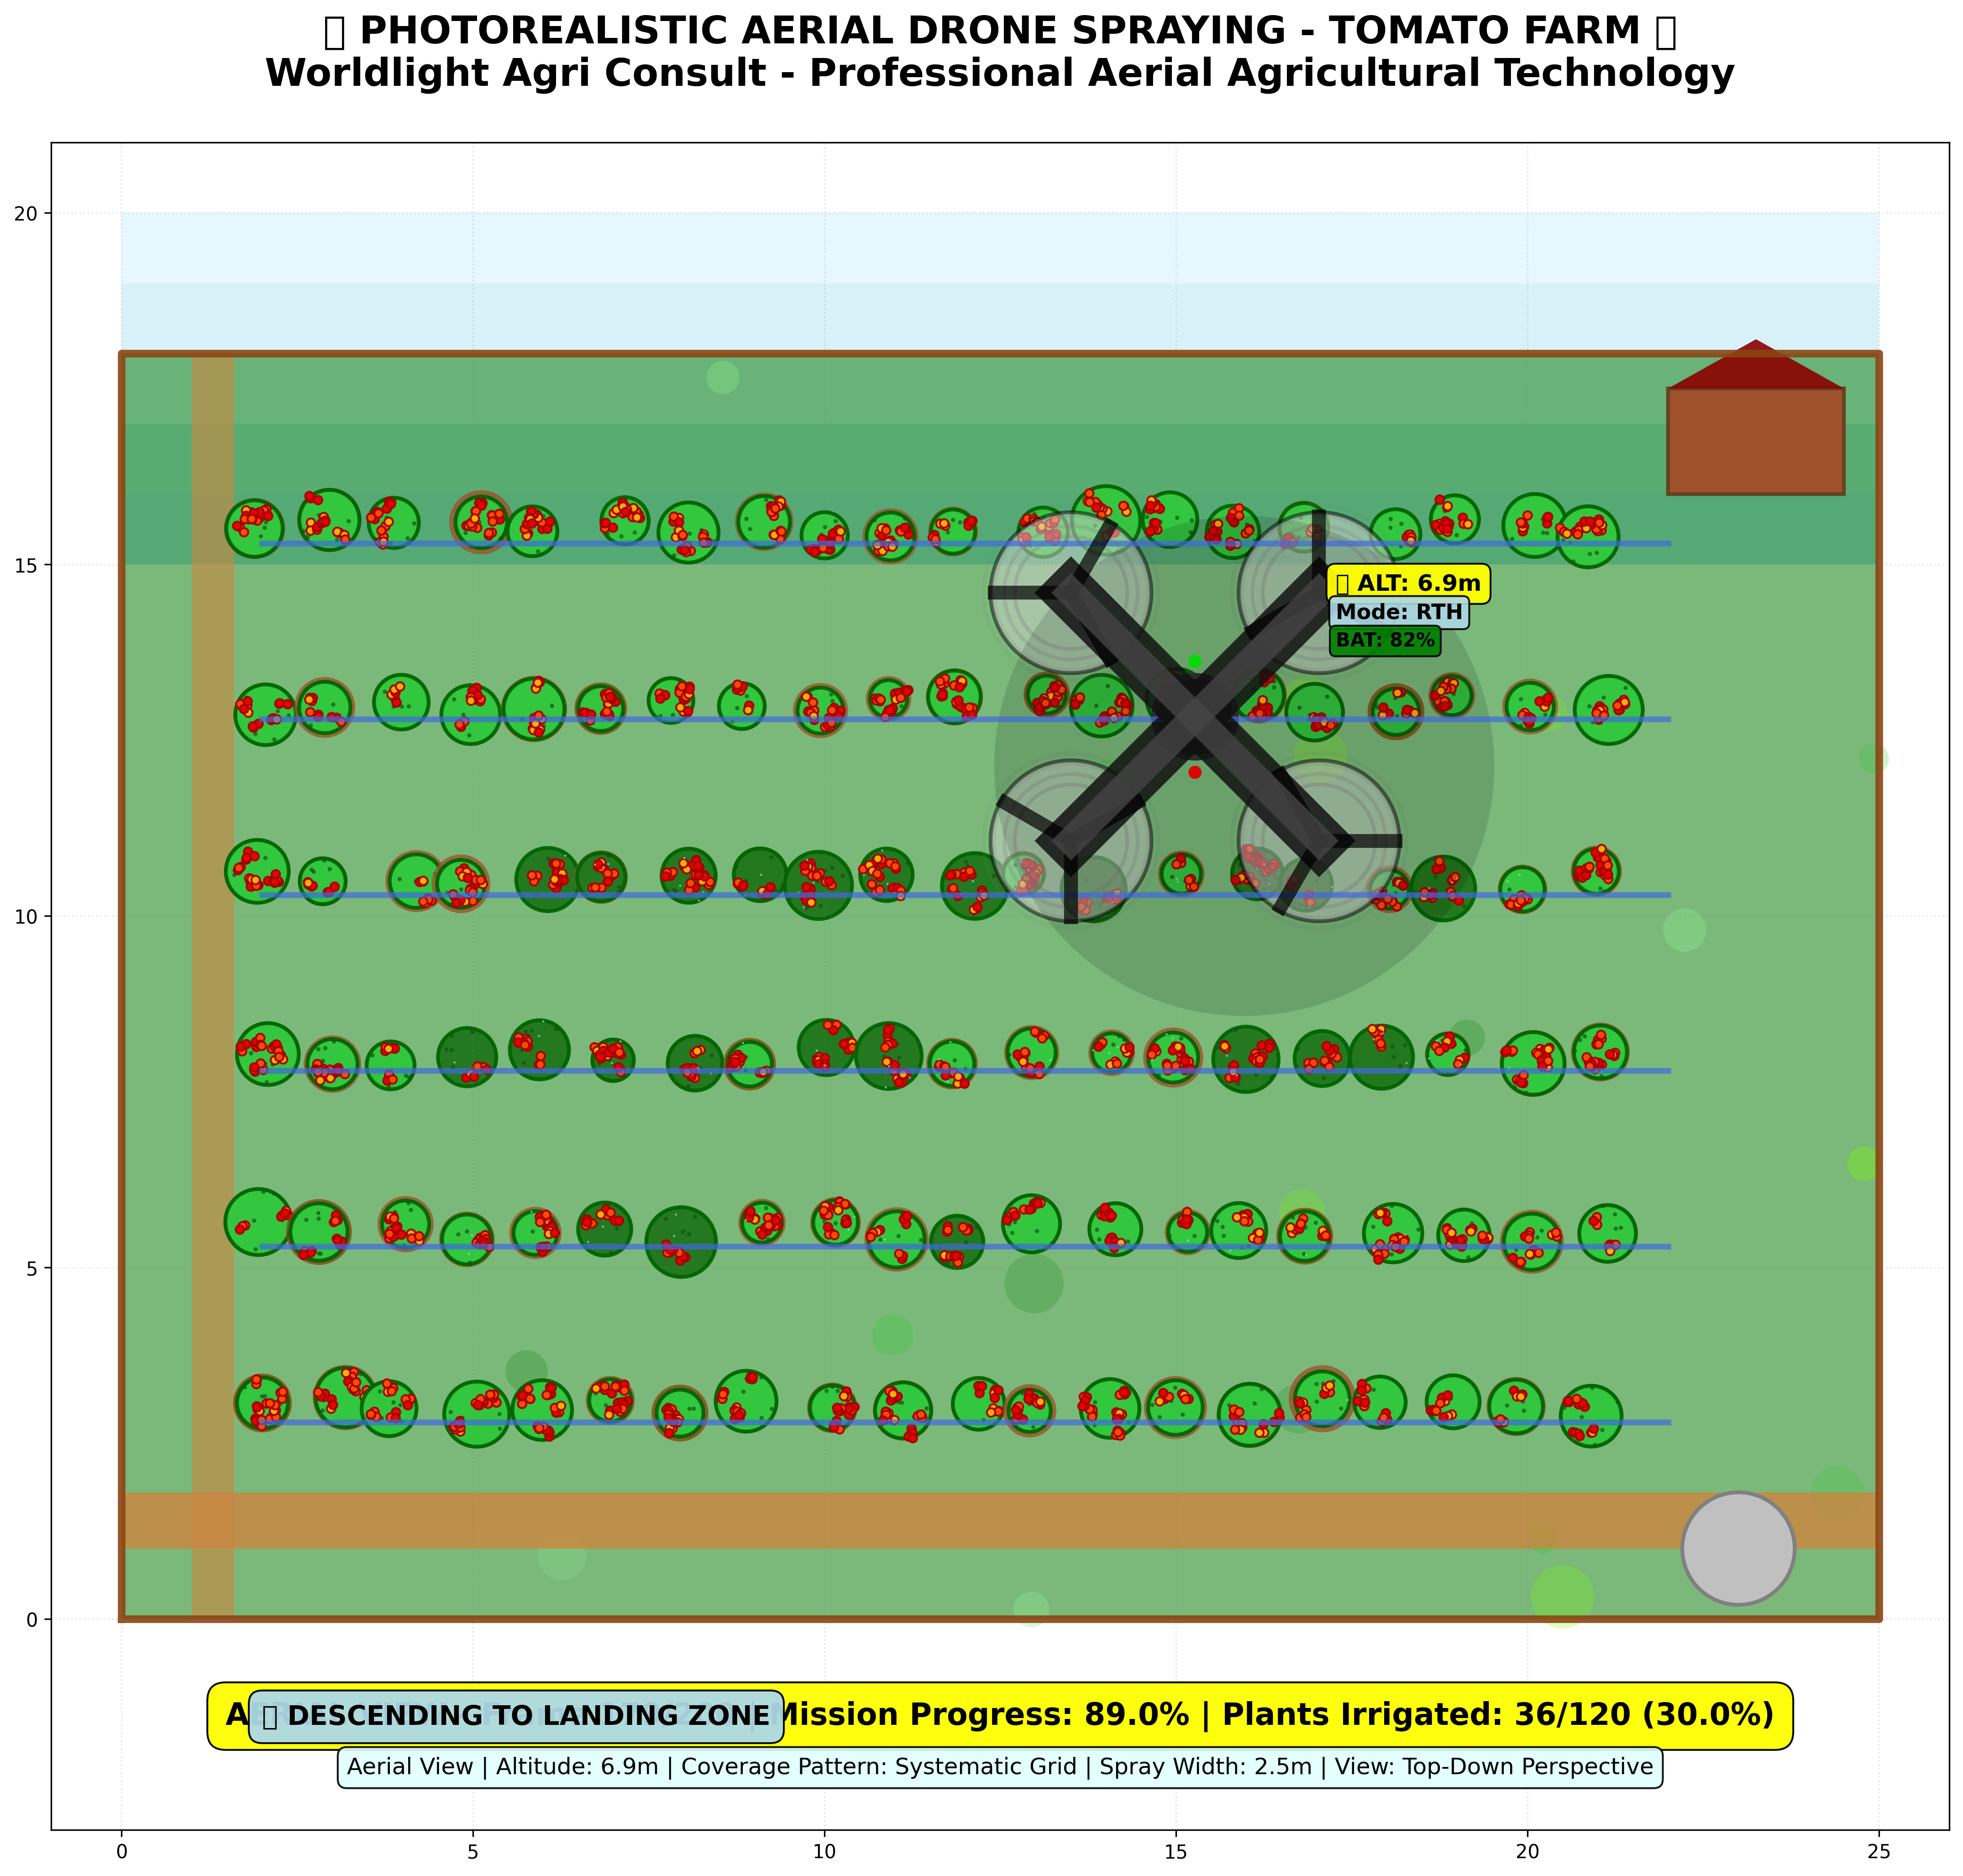 PHOTOREALISTIC AERIAL DRONE SPRAYING - TOMATO FARM
Worldlight Agri Consult - Professional Aerial Agricultural Technology
20
15
10
5
0
ALT: 6.9m
Mode: RTH
BAT: 82%
DESCENDING TO LANDING ZONE
Mission Progress: 89.0% | Plants Irrigated: 36/120 (30.0%)
Aerial View | Altitude: 6.9m | Coverage Pattern: Systematic Grid | Spray Width: 2.5m | View: Top-Down Perspective
0
5
10
15
20
25